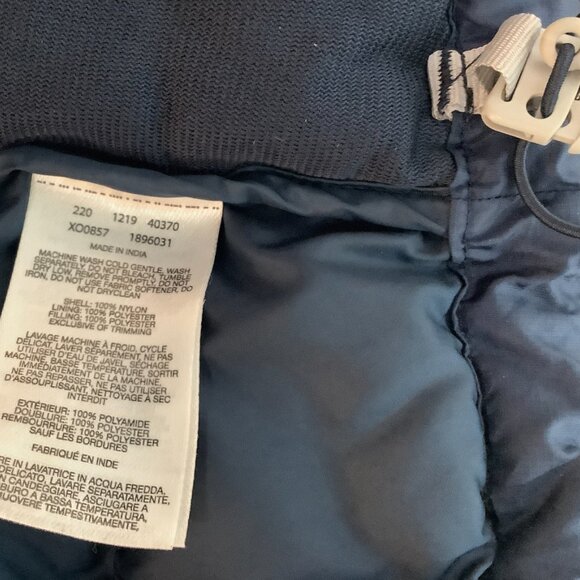 220 1219 40370
XO0857 1896031
MADE IN INDIA
MACHINE WASH COLD GENTLE, WASH
SEPARATELY, DO NOT BLEACH, TUMBLE
DRY LOW, REMOVE PROMPTLY, DO NOT
IRON, DO NOT USE FABRIC SOFTENER, DO
NOT DRYCLEAN
SHELL: 100% NYLON
LINING: 100% POLYESTER
FILLING: 100% POLYESTER
EXCLUSIVE OF TRIMMING
LAVAGE MACHINE À FROID, CYCLE
DÉLICAT, LAVER SÉPARÉMENT, NE PAS
UTILISER D'EAU DE JAVEL, SÉCHAGE
MACHINE, BASSE TEMPÉRATURE, SORTIR
IMMÉDIATEMENT DE LA MACHINE,
NE PAS REPASSER, NE PAS UTILISER
D'ASSOUPLISSANT, NETTOYAGE A SEC
INTERDIT
EXTÉRIEUR: 100% POLYAMIDE
DOUBLURE: 100% POLYESTER
REMBOURRURE: 100% POLYESTER
SAUF LES BORDURES
FABRIQUÉ EN INDE
RE IN LAVATRICE IN ACQUA FREDDA,
DELICATO, LAVARE SEPARATAMENTE,
N CANDEGGIARE, ASCIUGARE A
BURO A BASSA TEMPERATURA,
MUOVERE TEMPESTIVAMENTE,